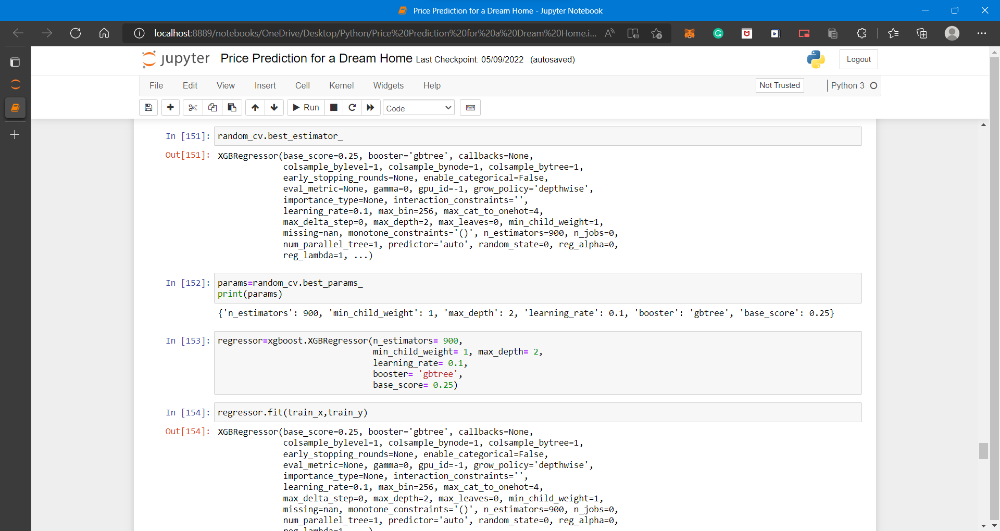 Price Prediction for a Dream Home - Jupyter Notebook
localhost:8889/notebooks/OneDrive/Desktop/Python/Price%20Prediction%20for%20a%20Dream%20Home.i...
jupyter Price Prediction for a Dream Home Last Checkpoint: 05/09/2022 (autosaved)
Logout
File Edit View Insert Cell Kernel Widgets Help
Not Trusted
Python 3
Run
Code
In [151]: random_cv.best_estimator_
Out[151]: XGBRegressor(base_score=0.25, booster='gbtree', callbacks=None,
colsample_bylevel=1, colsample_bynode=1, colsample_bytree=1,
early_stopping_rounds=None, enable_categorical=False,
eval_metric=None, gamma=0, gpu_id=-1, grow_policy='depthwise',
importance_type=None, interaction_constraints='',
learning_rate=0.1, max_bin=256, max_cat_to_onehot=4,
max_delta_step=0, max_depth=2, max_leaves=0, min_child_weight=1,
missing=nan, monotone_constraints='()', n_estimators=900, n_jobs=0,
num_parallel_tree=1, predictor='auto', random_state=0, reg_alpha=0,
reg_lambda=1, ...)
In [152]: params=random_cv.best_params_
print(params)
{'n_estimators': 900, 'min_child_weight': 1, 'max_depth': 2, 'learning_rate': 0.1, 'booster': 'gbtree', 'base_score': 0.25}
In [153]: regressor=xgboost.XGBRegressor(n_estimators= 900,
min_child_weight= 1, max_depth= 2,
learning_rate= 0.1,
booster= 'gbtree',
base_score= 0.25)
In [154]: regressor.fit(train_x,train_y)
Out[154]: XGBRegressor(base_score=0.25, booster='gbtree', callbacks=None,
colsample_bylevel=1, colsample_bynode=1, colsample_bytree=1,
early_stopping_rounds=None, enable_categorical=False,
eval_metric=None, gamma=0, gpu_id=-1, grow_policy='depthwise',
importance_type=None, interaction_constraints='',
learning_rate=0.1, max_bin=256, max_cat_to_onehot=4,
max_delta_step=0, max_depth=2, max_leaves=0, min_child_weight=1,
missing=nan, monotone_constraints='()', n_estimators=900, n_jobs=0,
num_parallel_tree=1, predictor='auto', random_state=0, reg_alpha=0,